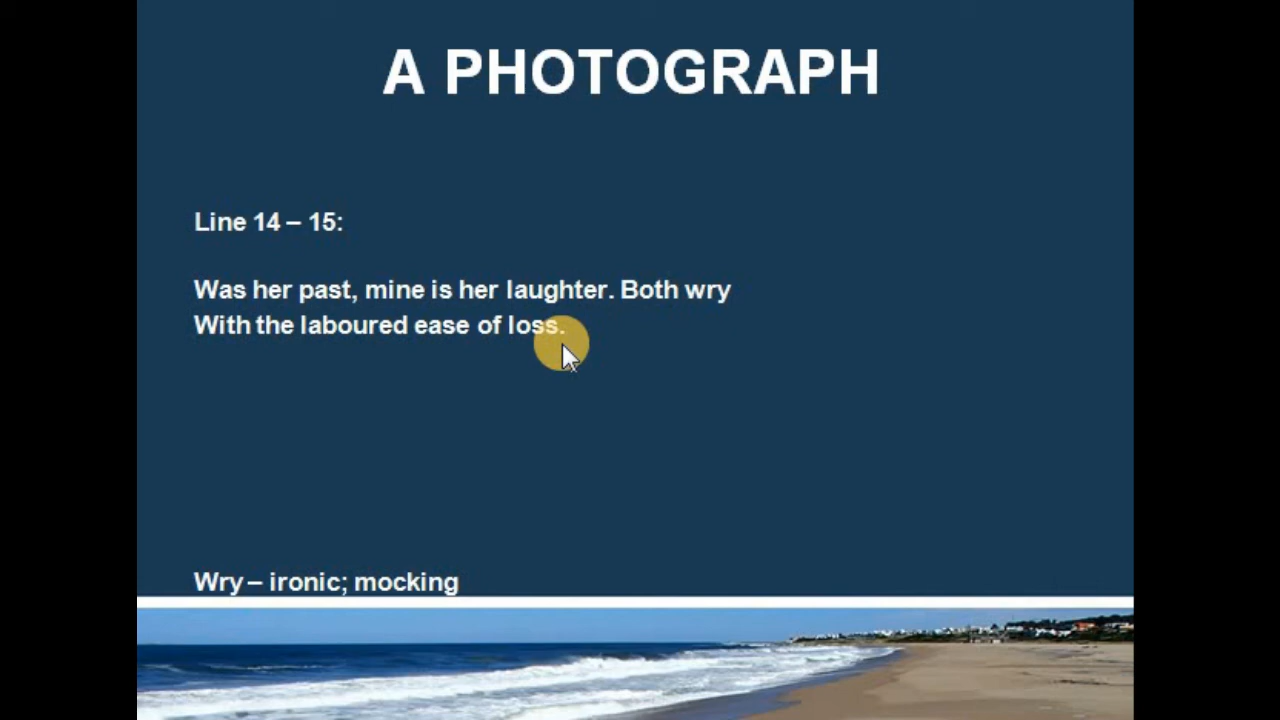 A PHOTOGRAPH
Line 14 – 15:
Was her past, mine is her laughter. Both wry
With the laboured ease of loss.
Wry – ironic; mocking